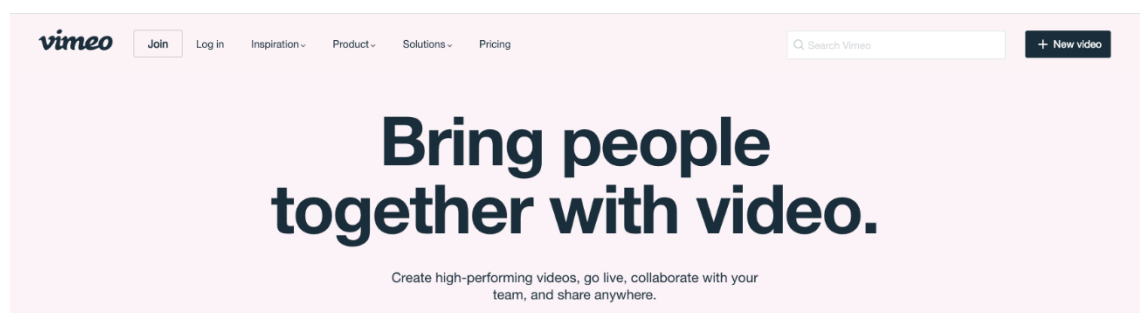 vimeo Join Log in Inspiration Product Solutions Pricing Search Vimeo + New video
Bring people
together with video.
Create high-performing videos, go live, collaborate with your
team, and share anywhere.